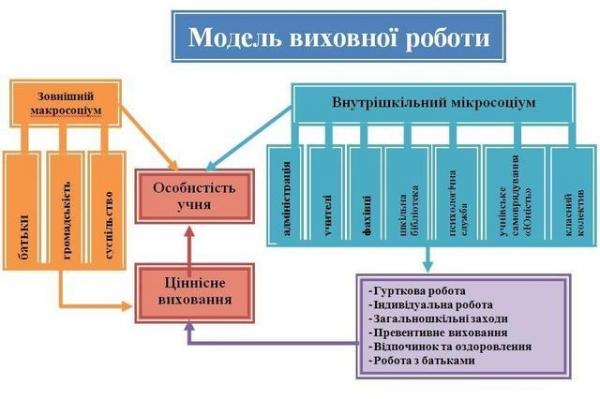 Модель виховної роботи
Зовнішній
макросоціум
Внутрішкільний мікросоціум
батьки
громадськість
суспільство
Особистість
учня
адміністрація
учителі
фахівці
шкільна
бібліотека
психологічна
служба
учнівське
самоврядування
«Юність»
класний
колектив
Ціннісне
виховання
-Гурткова робота
-Індивідуальна робота
-Загальношкільні заходи
-Превентивне виховання
-Відпочинок та оздоровлення
-Робота з батьками